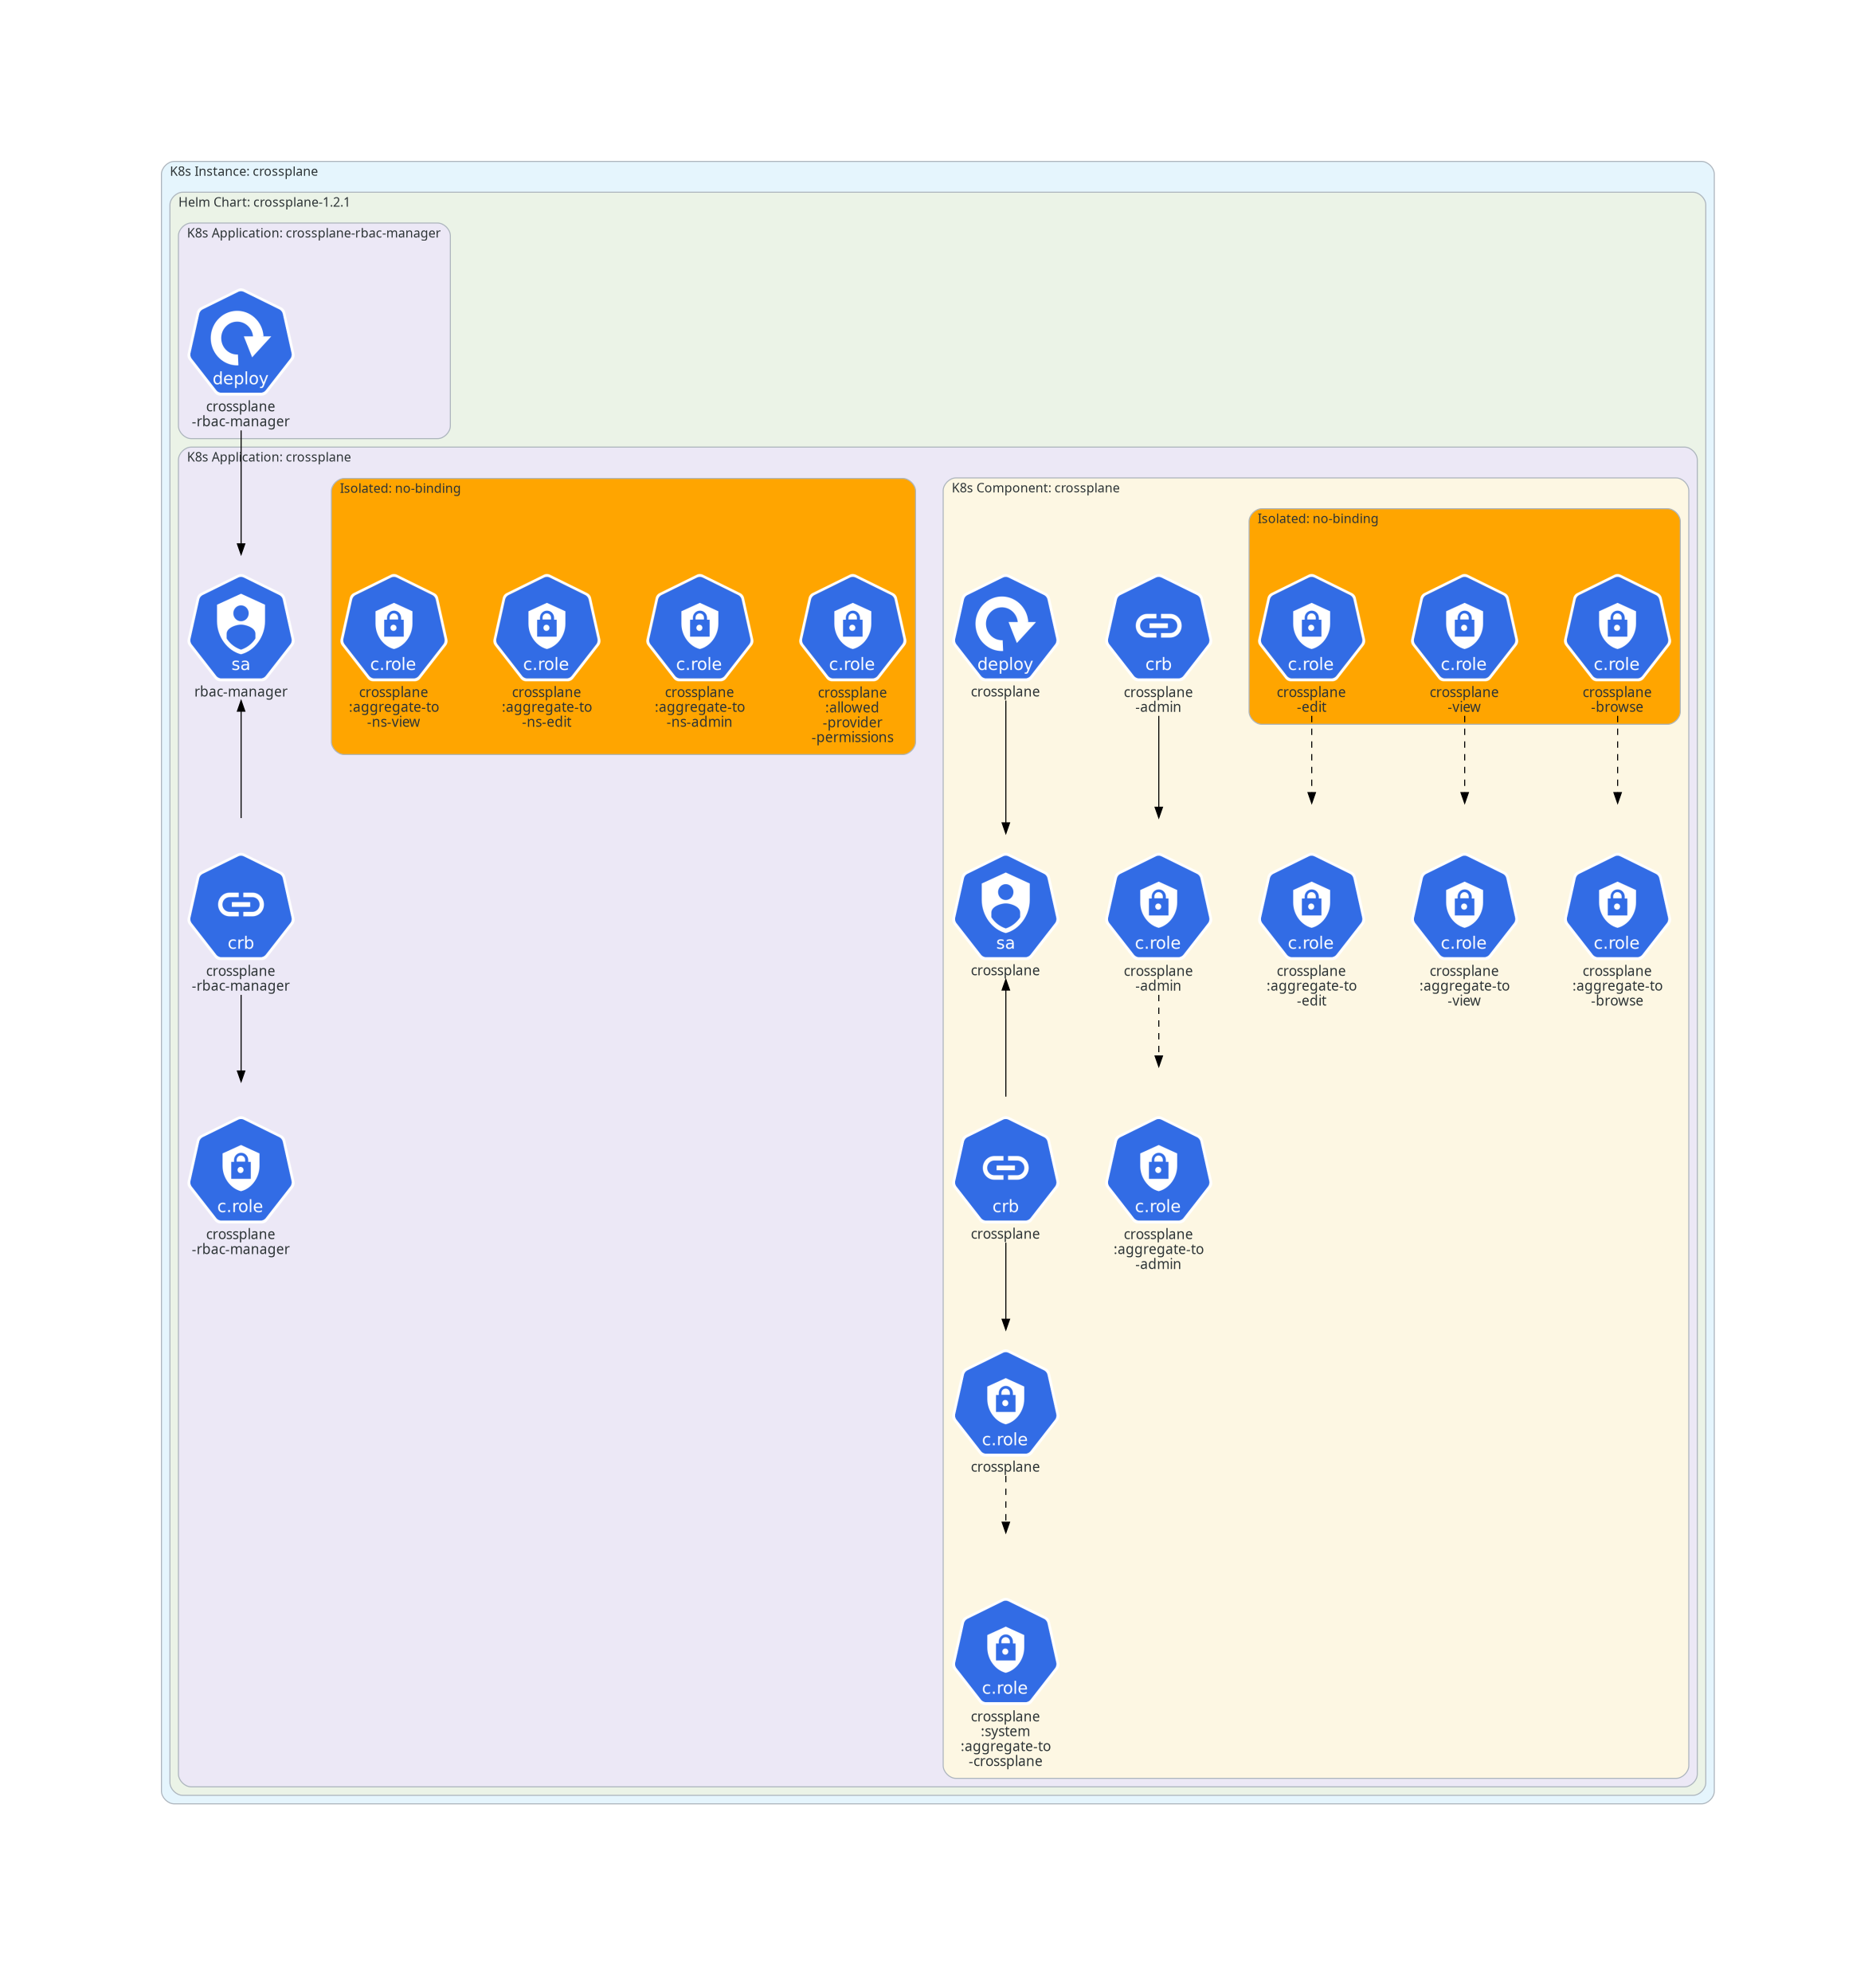 K8s Instance: crossplane
Helm Chart: crossplane-1.2.1
K8s Application: crossplane-rbac-manager
deploy
crossplane
-rbac-manager
K8s Application: crossplane
sa
rbac-manager
crb
crossplane
-rbac-manager
c.role
crossplane
-rbac-manager
Isolated: no-binding
c.role
crossplane
:aggregate-to
-ns-view
c.role
crossplane
:aggregate-to
-ns-edit
c.role
crossplane
:aggregate-to
-ns-admin
c.role
crossplane
:allowed
-provider
-permissions
K8s Component: crossplane
deploy
crossplane
crb
crossplane
-admin
Isolated: no-binding
c.role
crossplane
-edit
c.role
crossplane
-view
c.role
crossplane
-browse
sa
crossplane
c.role
crossplane
-admin
c.role
crossplane
:aggregate-to
-edit
c.role
crossplane
:aggregate-to
-view
c.role
crossplane
:aggregate-to
-browse
crb
crossplane
c.role
crossplane
:aggregate-to
-admin
c.role
crossplane
c.role
crossplane
:system
:aggregate-to
-crossplane